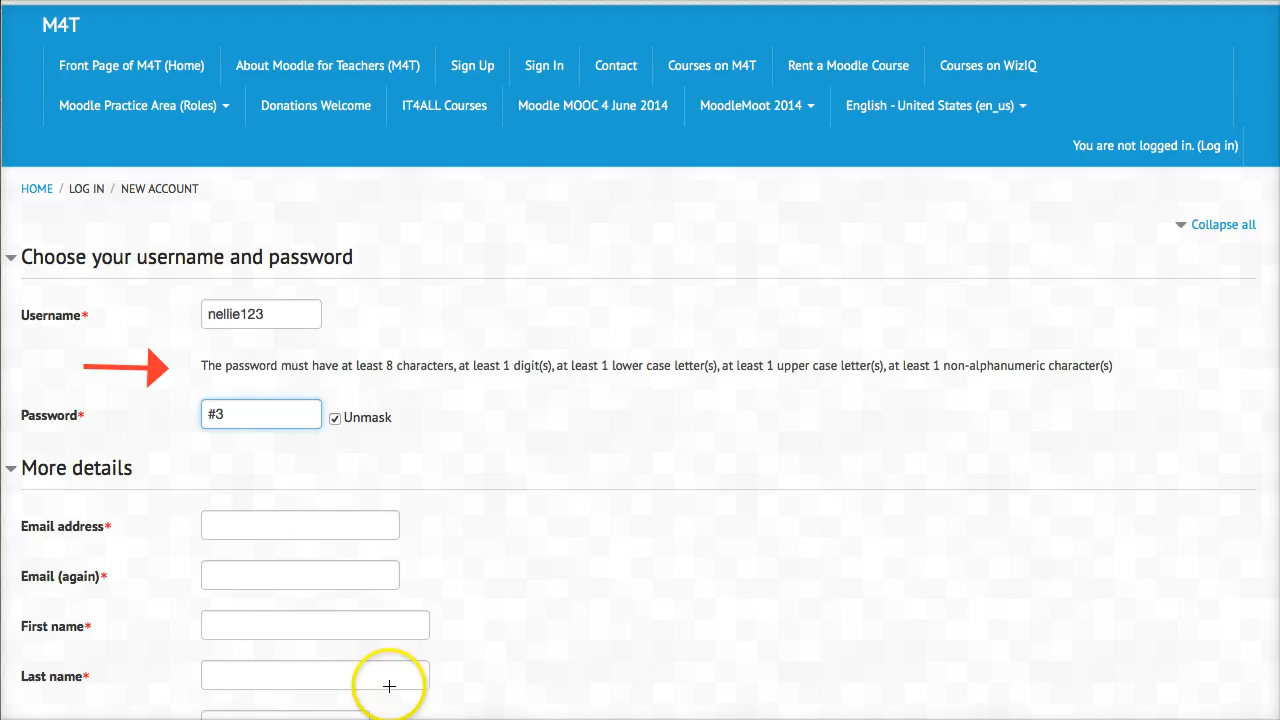 M4T
Front Page of M4T (Home) About Moodle for Teachers (M4T) Sign Up Sign In Contact Courses on M4T Rent a Moodle Course Courses on WizIQ
Moodle Practice Area (Roles) Donations Welcome IT4ALL Courses Moodle MOOC 4 June 2014 MoodleMoot 2014 English - United States (en_us)
You are not logged in. (Log in)
HOME / LOG IN / NEW ACCOUNT
Collapse all
Choose your username and password
Username* nellie123
The password must have at least 8 characters, at least 1 digit(s), at least 1 lower case letter(s), at least 1 upper case letter(s), at least 1 non-alphanumeric character(s)
Password* #3 Unmask
More details
Email address*
Email (again)*
First name*
Last name*